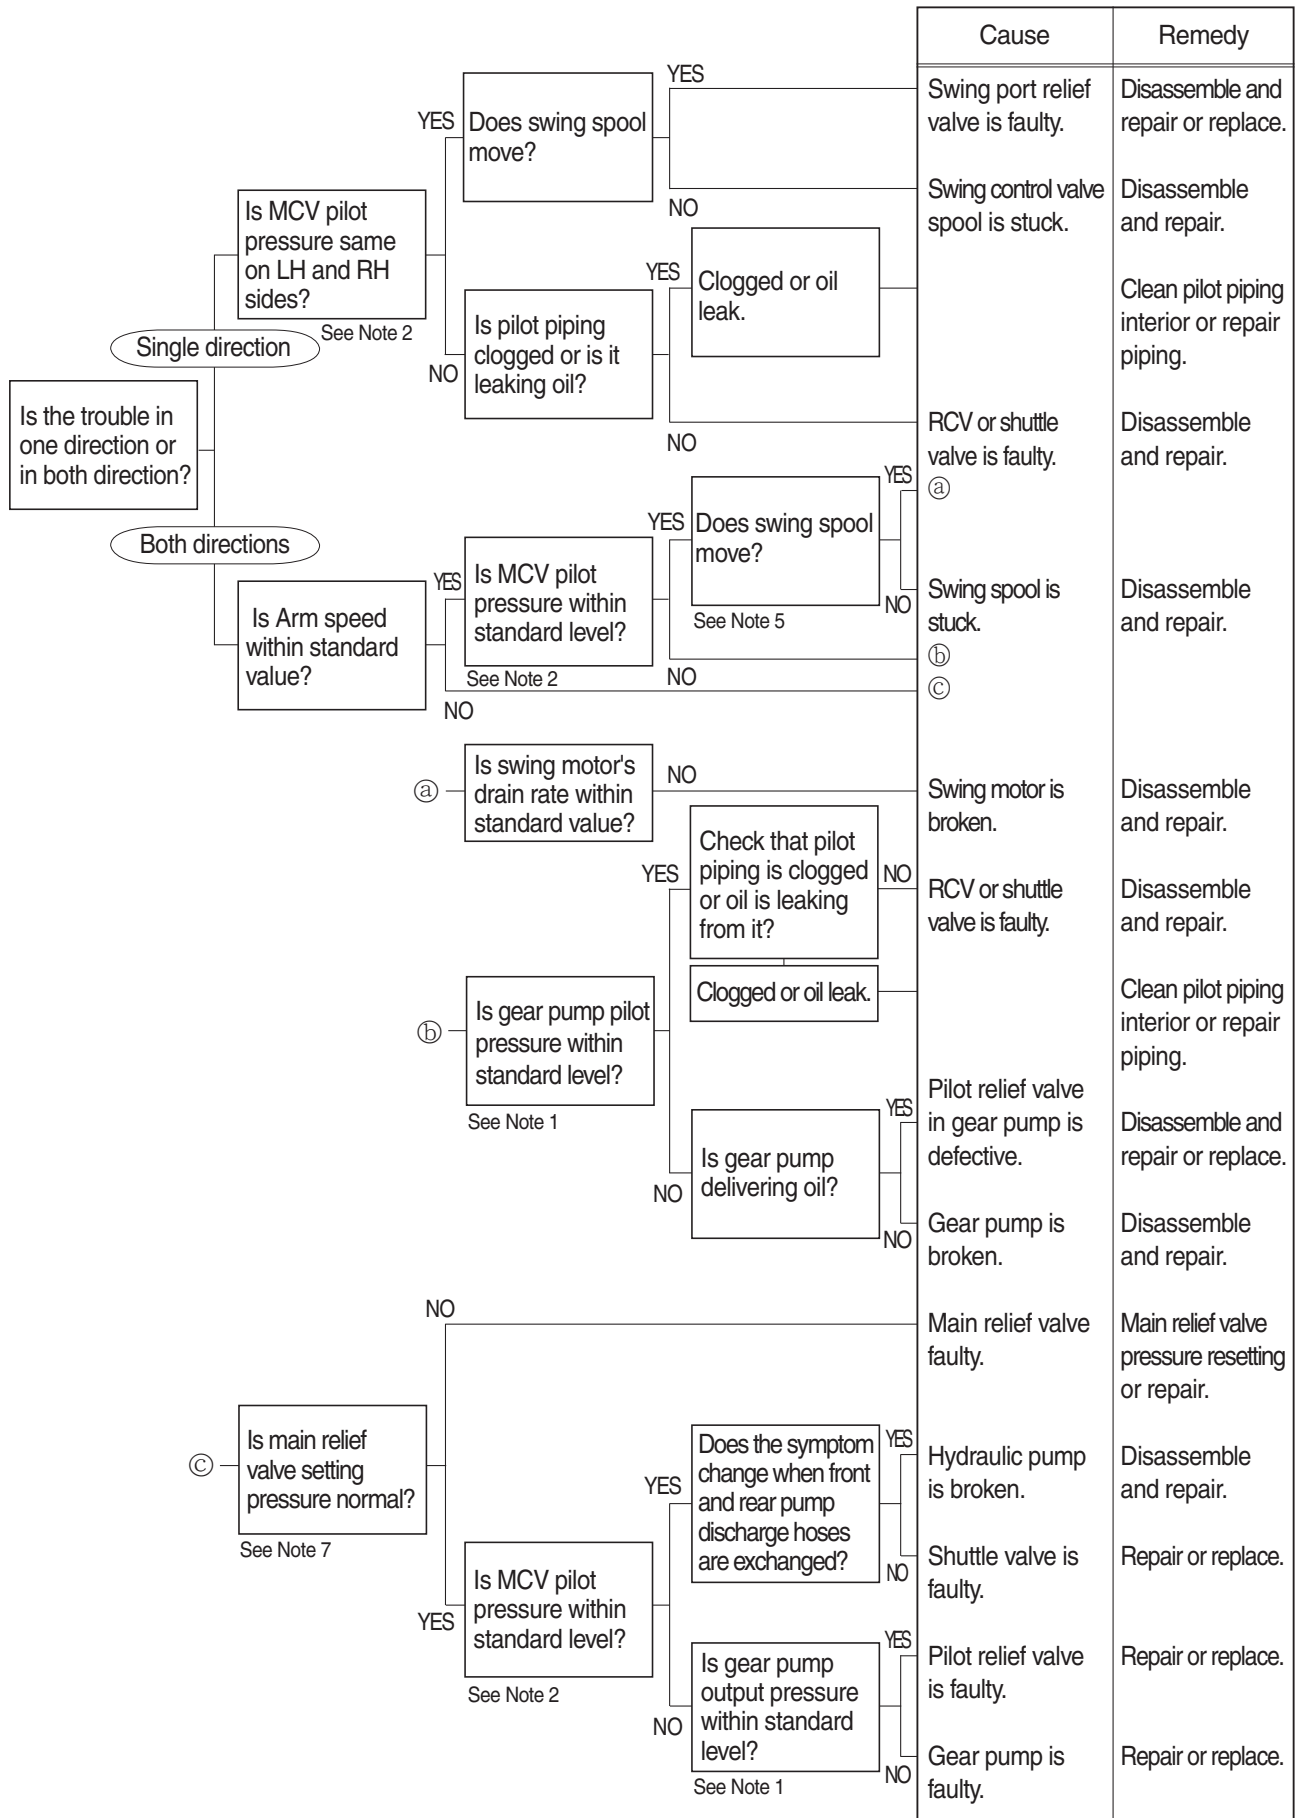 Cause
Remedy
YES
Swing port relief
valve is faulty.
Disassemble and
repair or replace.
YES
Does swing spool
move?
Is MCV pilot
pressure same
on LH and RH
sides?
See Note 2
NO
Swing control valve
spool is stuck.
Disassemble
and repair.
YES
Clogged or oil
leak.
Clean pilot piping
interior or repair
piping.
Is pilot piping
clogged or is it
leaking oil?
NO
Single direction
Is the trouble in
one direction or
in both direction?
NO
RCV or shuttle
valve is faulty.
Disassemble
and repair.
YES
ⓐ
Both directions
YES
Does swing spool
move?
See Note 5
YES
Is MCV pilot
pressure within
standard level?
See Note 2
NO
Swing spool is
stuck.
Disassemble
and repair.
Is Arm speed
within standard
value?
NO
ⓑ
NO
ⓒ
ⓐ
Is swing motor's
drain rate within
standard value?
NO
Swing motor is
broken.
Disassemble
and repair.
YES
Check that pilot
piping is clogged
or oil is leaking
from it?
NO
RCV or shuttle
valve is faulty.
Disassemble
and repair.
Clogged or oil leak.
Clean pilot piping
interior or repair
piping.
ⓑ
Is gear pump pilot
pressure within
standard level?
See Note 1
YES
Pilot relief valve
in gear pump is
defective.
Disassemble and
repair or replace.
NO
Is gear pump
delivering oil?
NO
Gear pump is
broken.
Disassemble
and repair.
NO
Main relief valve
faulty.
Main relief valve
pressure resetting
or repair.
ⓒ
Is main relief
valve setting
pressure normal?
See Note 7
YES
Does the symptom
change when front
and rear pump
discharge hoses
are exchanged?
YES
Hydraulic pump
is broken.
Disassemble
and repair.
NO
Shuttle valve is
faulty.
Repair or replace.
YES
Is MCV pilot
pressure within
standard level?
See Note 2
NO
Is gear pump
output pressure
within standard
level?
See Note 1
YES
Pilot relief valve
is faulty.
Repair or replace.
NO
Gear pump is
faulty.
Repair or replace.